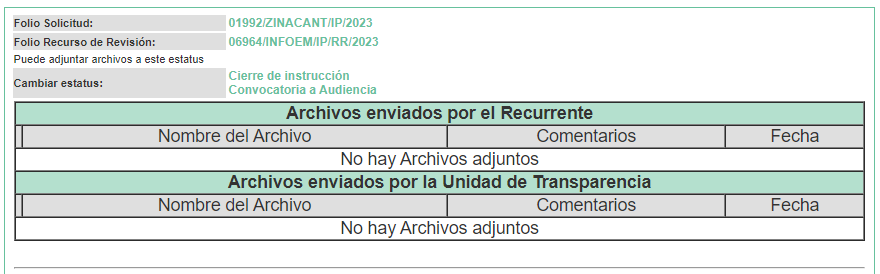 Folio Solicitud: 01992/ZINACANT/IP/2023
Folio Recurso de Revisión: 06964/INFOEM/IP/RR/2023
Puede adjuntar archivos a este estatus
Cambiar estatus: Cierre de instrucción
Convocatoria a Audiencia
Archivos enviados por el Recurrente
Nombre del Archivo Comentarios Fecha
No hay Archivos adjuntos
Archivos enviados por la Unidad de Transparencia
Nombre del Archivo Comentarios Fecha
No hay Archivos adjuntos